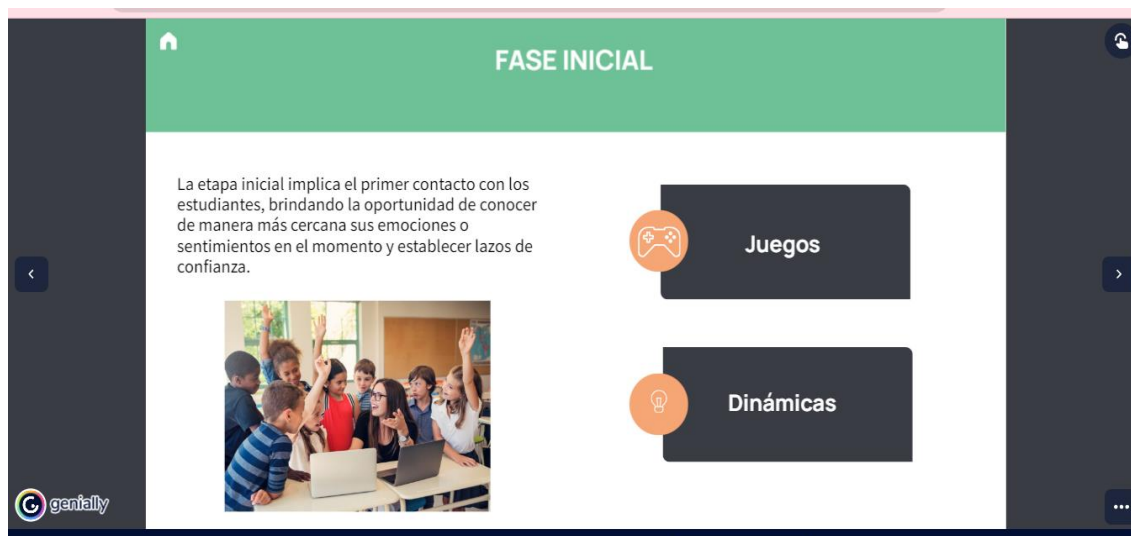 FASE INICIAL
La etapa inicial implica el primer contacto con los
estudiantes, brindando la oportunidad de conocer
de manera más cercana sus emociones o
sentimientos en el momento y establecer lazos de
confianza.
Juegos
Dinámicas
genially